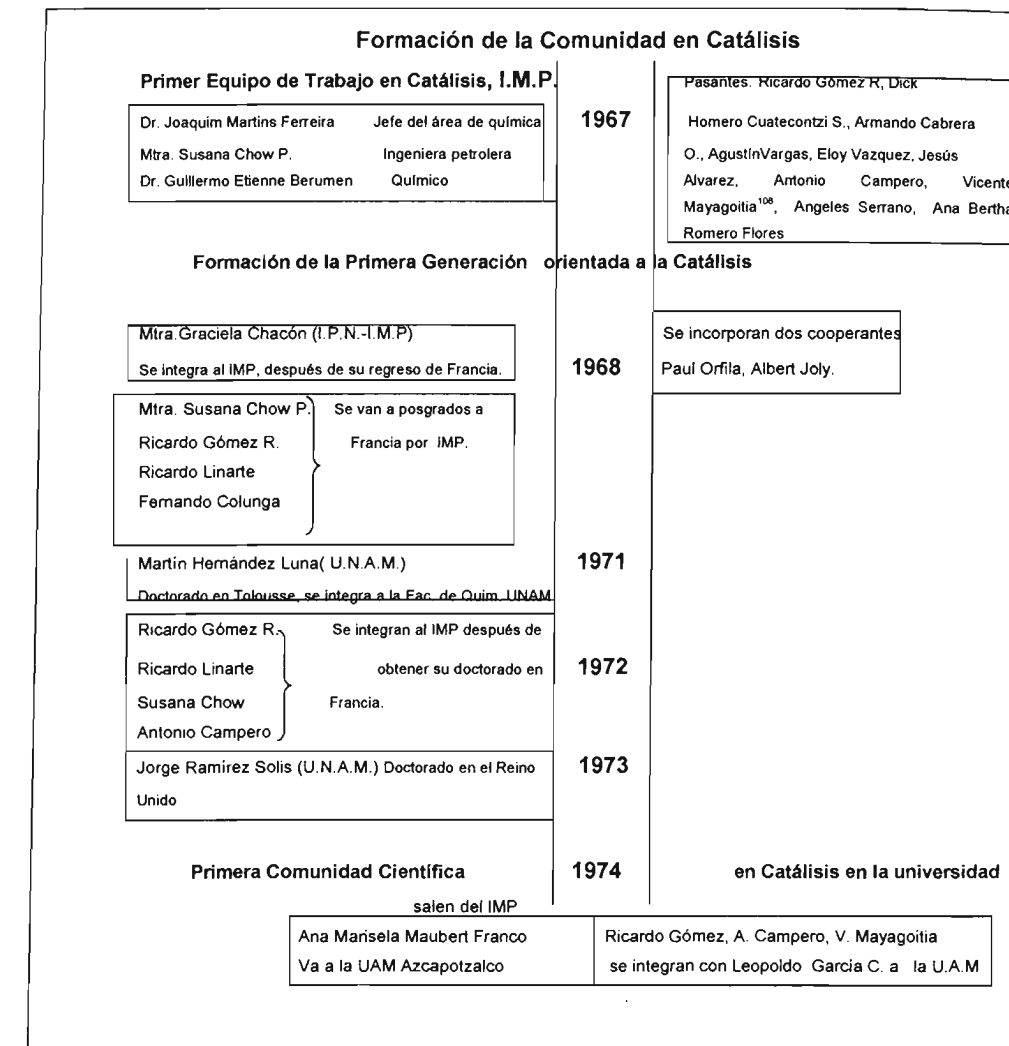 Formación de la Comunidad en Catálisis
Primer Equipo de Trabajo en Catálisis, I.M.P.
Dr. Joaquim Martins Ferreira Jefe del área de química
Mtra. Susana Chow P. Ingeniera petrolera
Dr. Guillermo Etienne Berumen Químico
1967
Pasantes. Ricardo Gómez R, Dick
Homero Cuatecontzi S., Armando Cabrera
O., AgustínVargas, Eloy Vazquez, Jesús
Alvarez, Antonio Campero, Vicente
Mayagoitia108, Angeles Serrano, Ana Bertha
Romero Flores
Formación de la Primera Generación orientada a la Catálisis
Mtra.Graciela Chacón (I.P.N.-I.M.P)
Se integra al IMP, después de su regreso de Francia.
1968
Se incorporan dos cooperantes
Paul Orfila, Albert Joly.
Mtra. Susana Chow P. Se van a posgrados a
Ricardo Gómez R. Francia por IMP.
Ricardo Linarte
Fernando Colunga
Martín Hernández Luna( U.N.A.M.)
Doctorado en Tolousse, se integra a la Fac. de Quim. UNAM
1971
Ricardo Gómez R. Se integran al IMP después de
Ricardo Linarte obtener su doctorado en
Susana Chow Francia.
Antonio Campero
1972
Jorge Ramirez Solis (U.N.A.M.) Doctorado en el Reino
Unido
1973
Primera Comunidad Científica 1974 en Catálisis en la universidad
salen del IMP
Ana Marisela Maubert Franco
Va a la UAM Azcapotzalco
Ricardo Gómez, A. Campero, V. Mayagoitia
se integran con Leopoldo García C. a la U.A.M